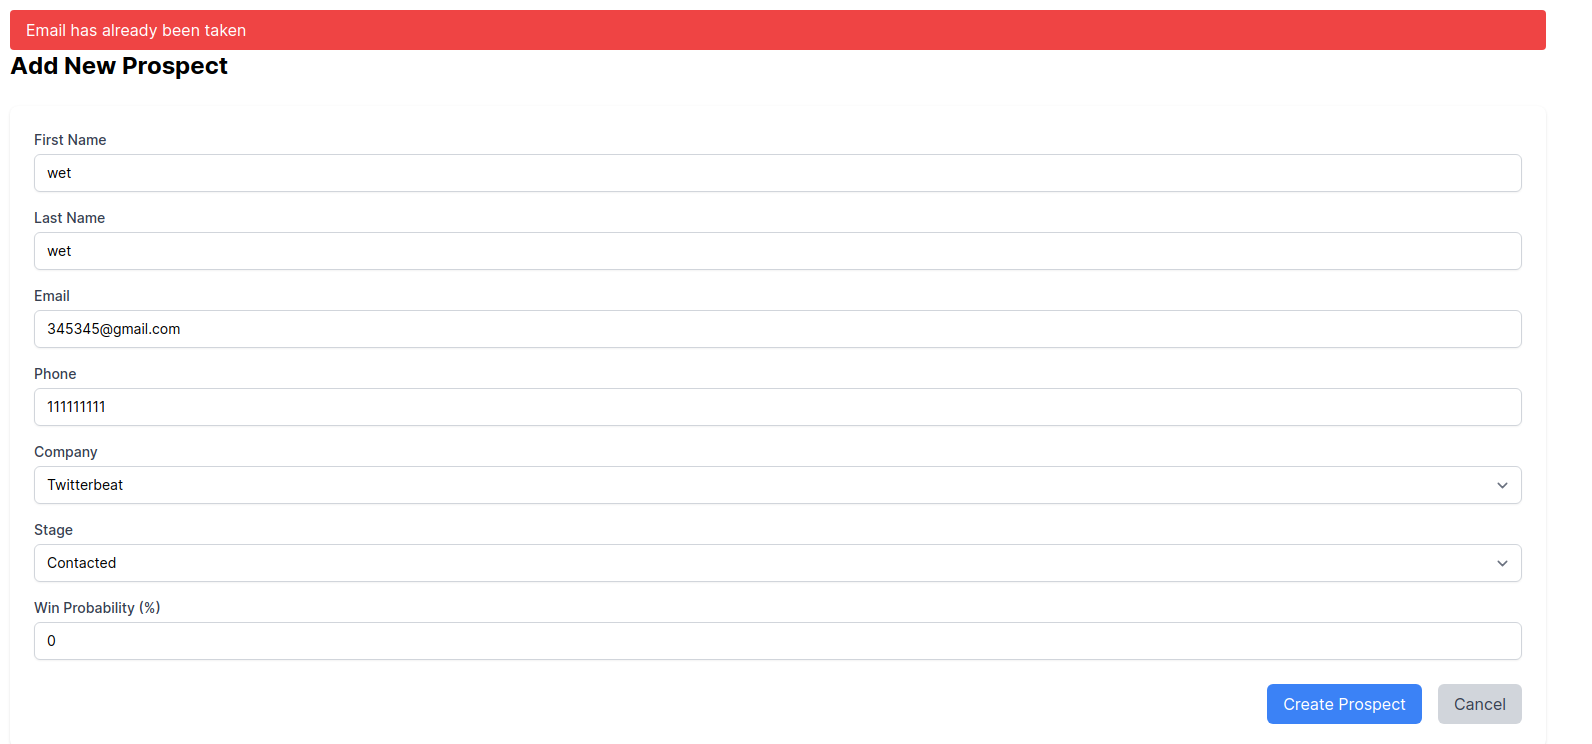 Email has already been taken
Add New Prospect
First Name
wet
Last Name
wet
Email
345345@gmail.com
Phone
111111111
Company
Twitterbeat
Stage
Contacted
Win Probability (%)
0
Create Prospect
Cancel